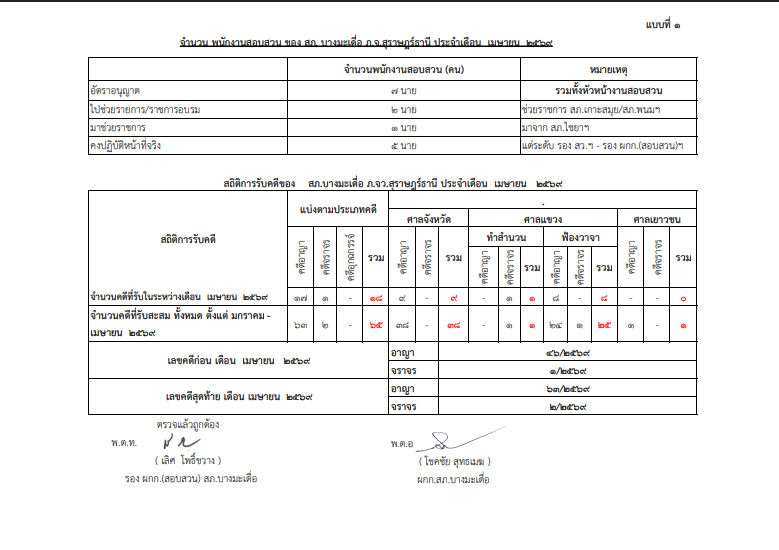 แบบที่ ๑
จำนวน พนักงานสอบสวน ของ สภ. บางมะเดื่อ ภ.จ.สุราษฎร์ธานี ประจำเดือน เมษายน ๒๕๖๙
จำนวนพนักงานสอบสวน (คน) หมายเหตุ
อัตราอนุญาต ๗ นาย รวมทั้งหัวหน้างานสอบสวน
ไปช่วยรายการ/ราชการอบรม ๒ นาย ช่วยราชการ สภ.เกาะสมุย/สภ.พนมฯ
มาช่วยราชการ ๑ นาย มาจาก สภ.ไชยาฯ
คงปฏิบัติหน้าที่จริง ๕ นาย แต่ระดับ รอง สว.ฯ - รอง ผกก.(สอบสวน)ฯ
สถิติการรับคดีของ สภ.บางมะเดื่อ ภ.จว.สุราษฎร์ธานี ประจำเดือน เมษายน ๒๕๖๙
สถิติการรับคดี แบ่งตามประเภทคดี .
ศาลจังหวัด ศาลแขวง ศาลเยาวชน
ทำสำนวน ฟ้องวาจา
คดีอาญา คดีจราจร คดีอุกฉกรรจ์ รวม คดีอาญา คดีจราจร รวม คดีอาญา คดีจราจร รวม คดีอาญา คดีจราจร รวม คดีอาญา คดีจราจร รวม
จำนวนคดีที่รับในระหว่างเดือน เมษายน ๒๕๖๙ ๑๗ ๑ - ๑๘ ๙ - ๙ - ๑ ๑ ๘ - ๘ - - ๐
จำนวนคดีที่รับสะสม ทั้งหมด ตั้งแต่ มกราคม -
เมษายน ๒๕๖๙ ๖๓ ๒ - ๖๕ ๓๘ - ๓๘ - ๑ ๑ ๒๔ ๑ ๒๕ ๑ - ๑
เลขคดีก่อน เดือน เมษายน ๒๕๖๙ อาญา ๔๖/๒๕๖๙
จราจร ๑/๒๕๖๙
เลขคดีสุดท้าย เดือน เมษายน ๒๕๖๙ อาญา ๖๓/๒๕๖๙
จราจร ๒/๒๕๖๙
ตรวจแล้วถูกต้อง
พ.ต.ท. พ.ต.อ.
( เลิศ โพธิ์ขวาง ) ( โชคชัย สุทธเมฆ )
รอง ผกก.(สอบสวน) สภ.บางมะเดื่อ ผกก.สภ.บางมะเดื่อ